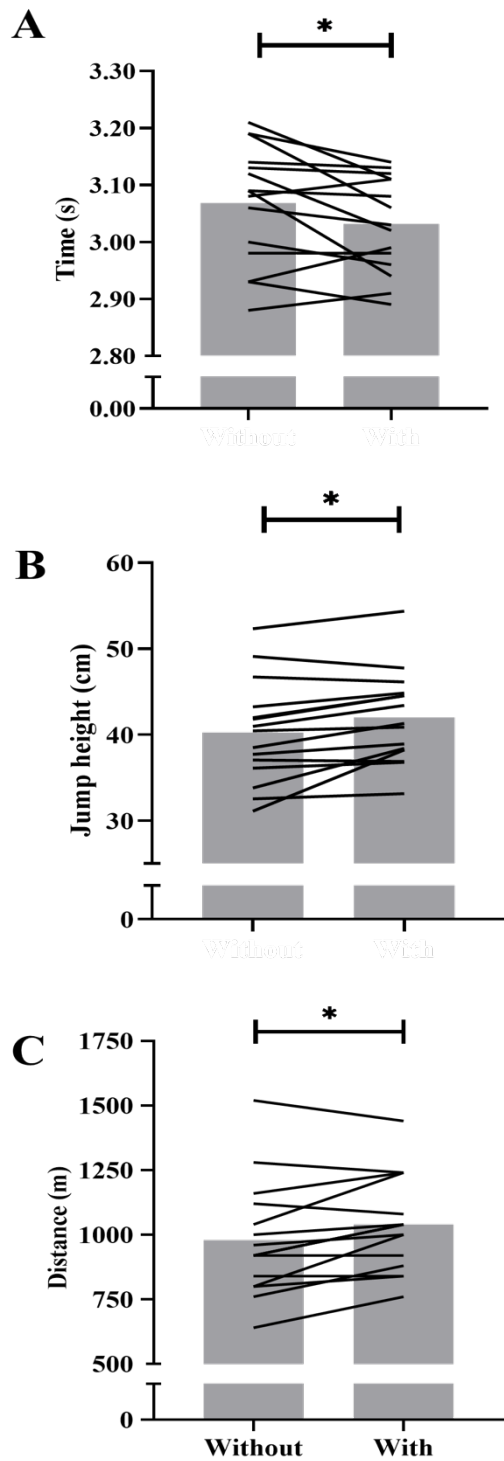 A
*
3.30
3.20
3.10
3.00
2.90
2.80
0.00
Time (s)
Without With
B
*
60
50
40
30
0
Jump height (cm)
Without With
C
*
1750
1500
1250
1000
750
500
0
Distance (m)
Without With